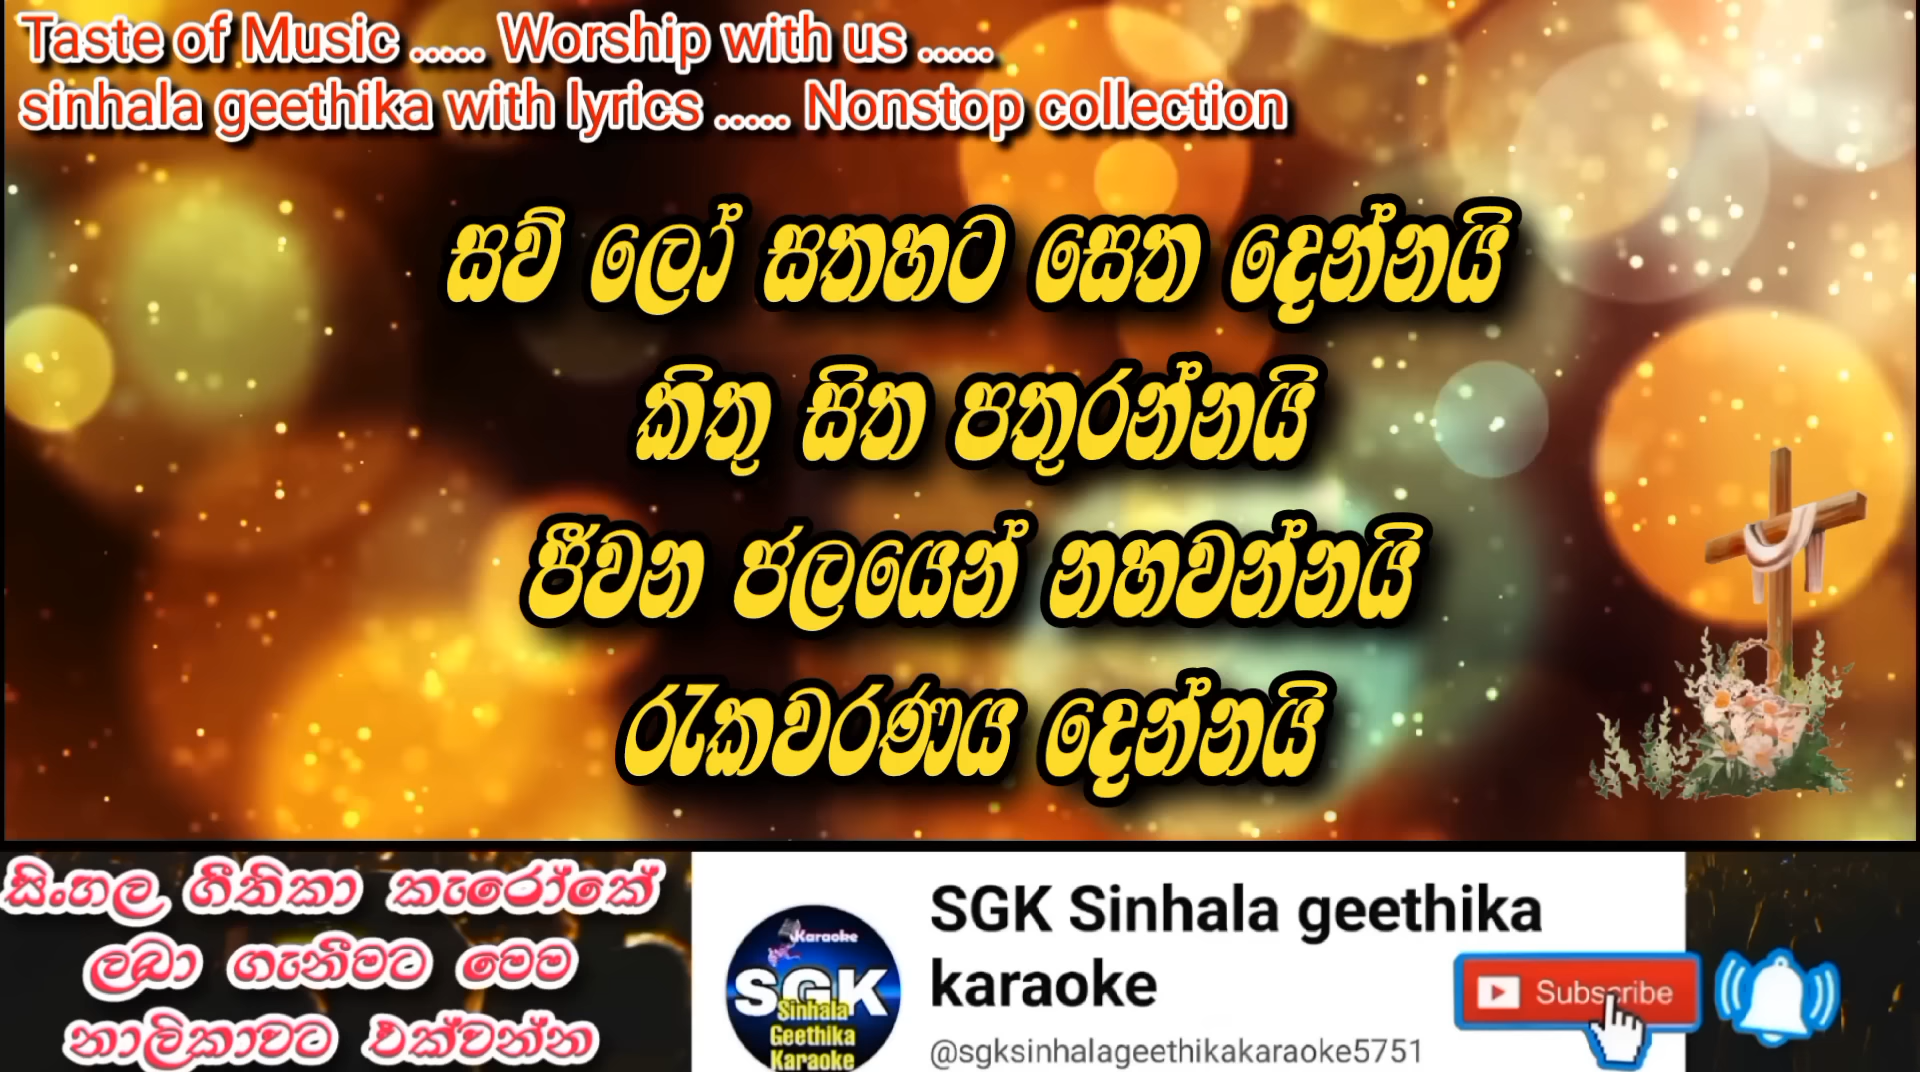 Taste of Music ..... Worship with us .....
sinhala geethika with lyrics ..... Nonstop collection
සව් ලෝ සතහට සෙත දෙන්නයි
කිතු සිත පතුරන්නයි
ජීවන ජලයෙන් නහවන්නයි
රැකවරණය දෙන්නයි
සිංහල ගීතිකා කැරෝකේ
ලබා ගැනීමට මෙම
නාලිකාවට එක්වන්න
Karaoke
SGK
Sinhala
Geethika
Karaoke
SGK Sinhala geethika
karaoke
@sgksinhalageethikakaraoke5751
Subscribe